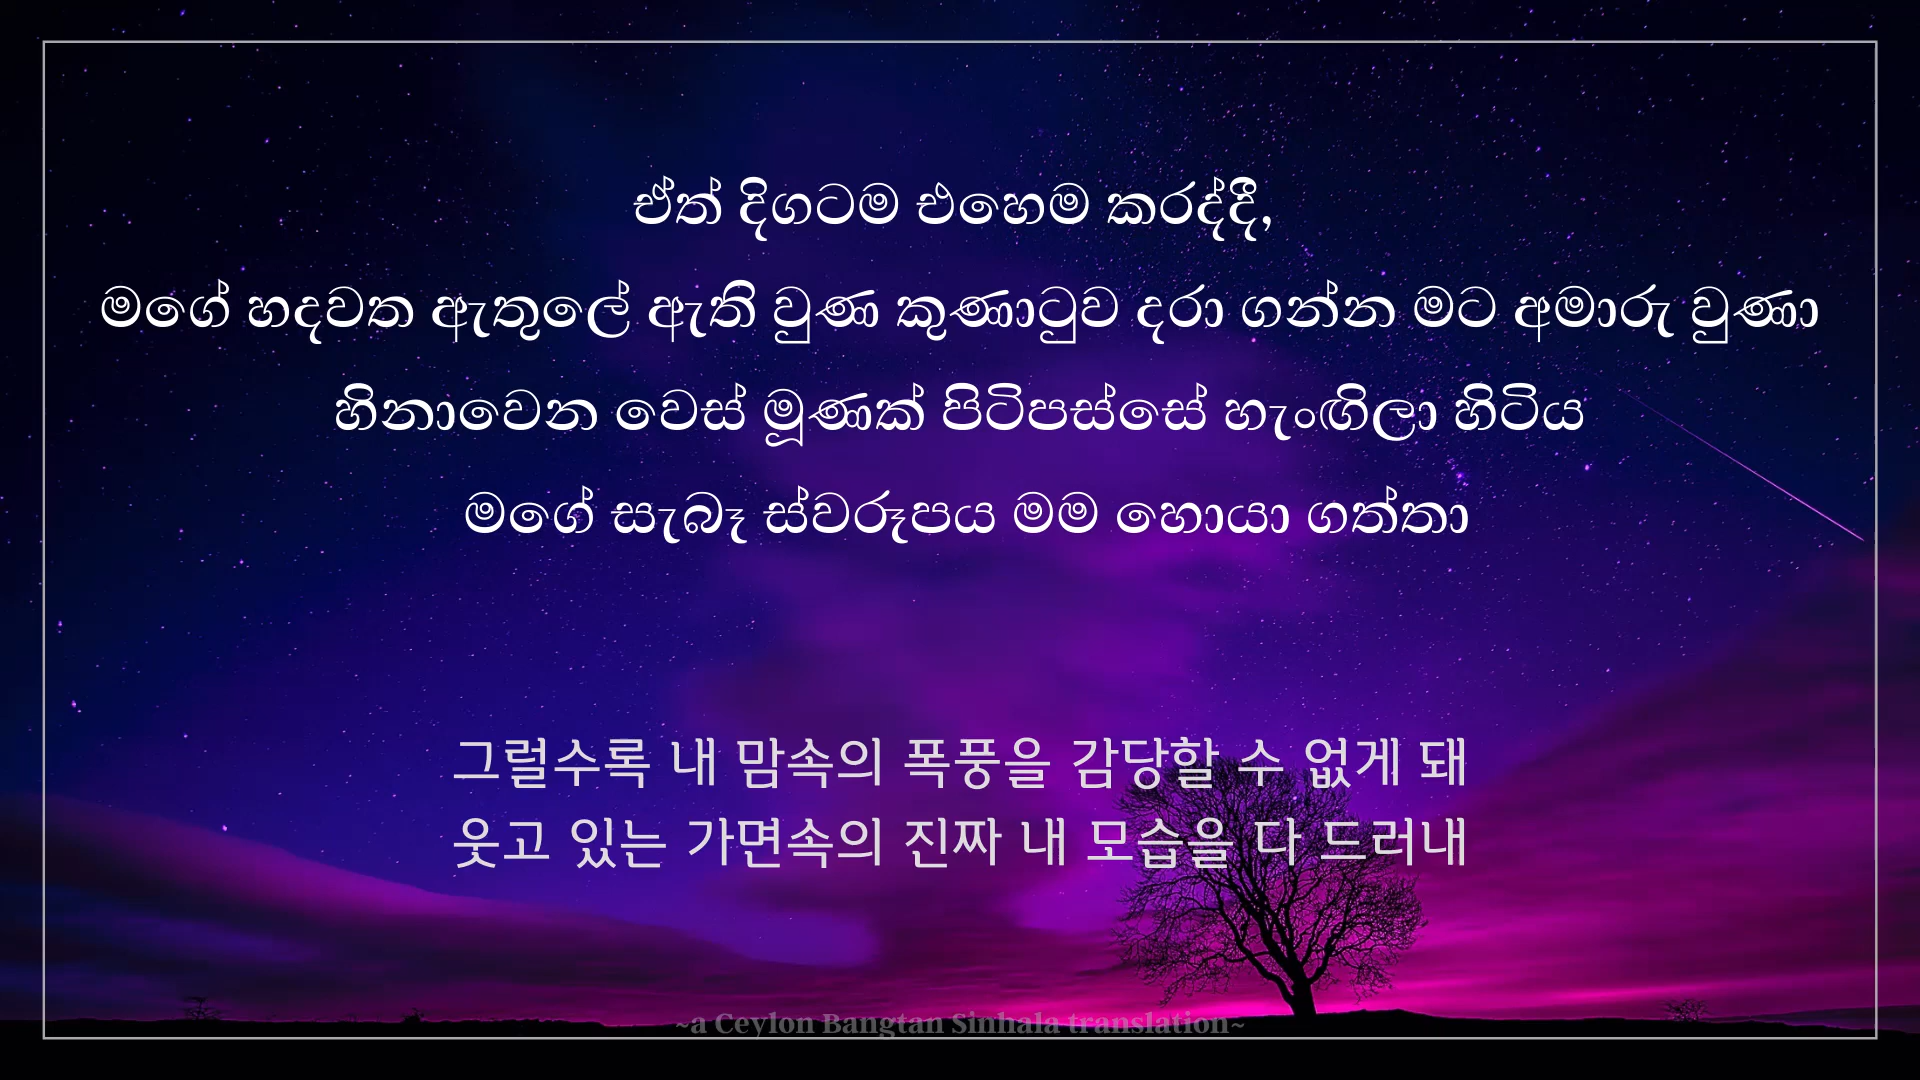 ඒත් දිගටම එහෙම කරද්දී,
මගේ හදවත ඇතුලේ ඇති වුණ කුණාටුව දරා ගන්න මට අමාරු වුණා
හිනාවෙන වෙස් මූණක් පිටිපස්සේ හැංඟිලා හිටිය
මගේ සැබෑ ස්වරූපය මම හොයා ගත්තා
그럴수록 내 맘속의 폭풍을 감당할 수 없게 돼
웃고 있는 가면속의 진짜 내 모습을 다 드러내
~a Ceylon Bangtan Sinhala translation~